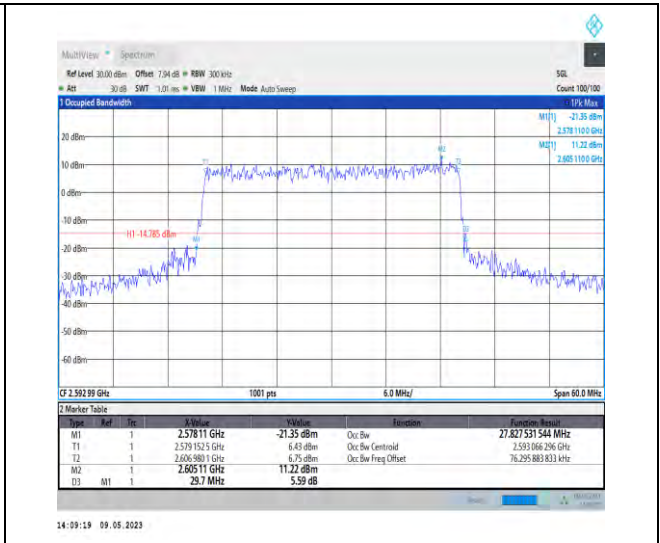 MultiView Spectrum
Ref Level 30.00 dBm Offset 7.94 dB RBW 300 kHz SGL
Att 30 dB SWT 1.01 ms VBW 1 MHz Mode Auto Sweep Count 100/100
1 Occupied Bandwidth 1Pk Max
M1[1] -21.35 dBm
2.578 110 0 GHz
M2[1] 11.22 dBm
2.605 110 0 GHz
20 dBm
10 dBm
0 dBm
-10 dBm
H1 -14.785 dBm
-20 dBm
-30 dBm
-40 dBm
-50 dBm
-60 dBm
T1
M2
T2
M1
D3
CF 2.592 99 GHz 1001 pts 6.0 MHz/ Span 60.0 MHz
2 Marker Table
Type Ref Trc X-Value Y-Value Function Function Result
M1 1 2.578 11 GHz -21.35 dBm Occ Bw 27.827 531 544 MHz
T1 1 2.579 152 5 GHz 6.43 dBm Occ Bw Centroid 2.593 066 296 GHz
T2 1 2.606 980 1 GHz 6.75 dBm Occ Bw Freq Offset 76.295 883 833 kHz
M2 1 2.605 11 GHz 11.22 dBm
D3 M1 1 29.7 MHz 5.59 dB
14:09:19 09.05.2023